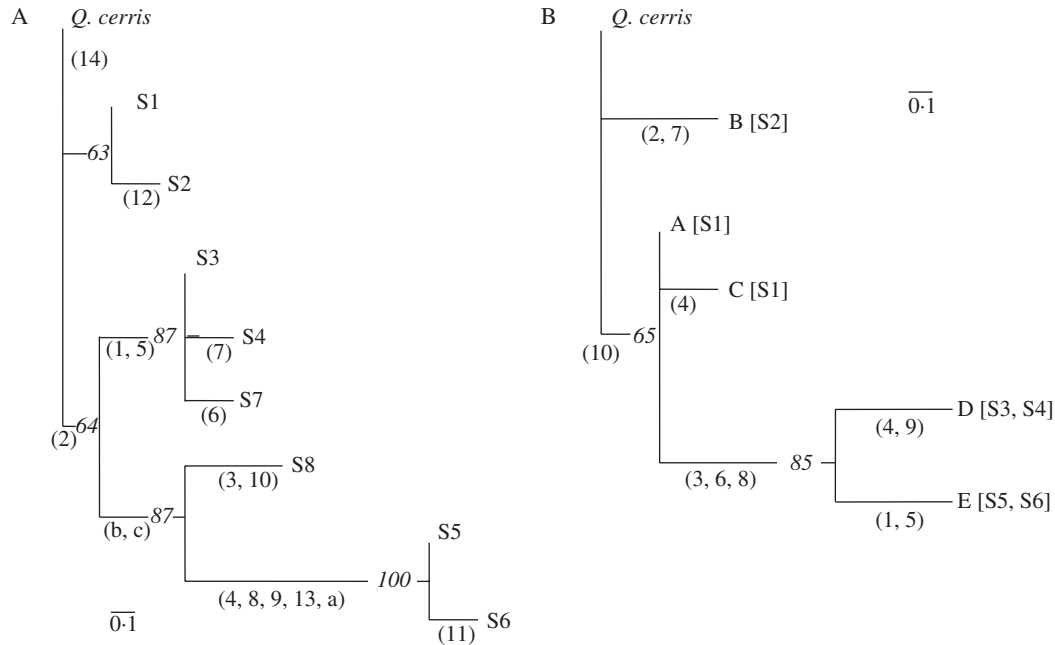 A
Q. cerris
(14)
S1
63
S2
(12)
S3
87
(1, 5)
S4
(7)
S7
(6)
64
(2)
S8
(3, 10)
87
(b, c)
S5
100
(4, 8, 9, 13, a)
S6
(11)
0·1
B
Q. cerris
0·1
B [S2]
(2, 7)
A [S1]
C [S1]
(4)
65
(10)
D [S3, S4]
(4, 9)
85
(3, 6, 8)
E [S5, S6]
(1, 5)